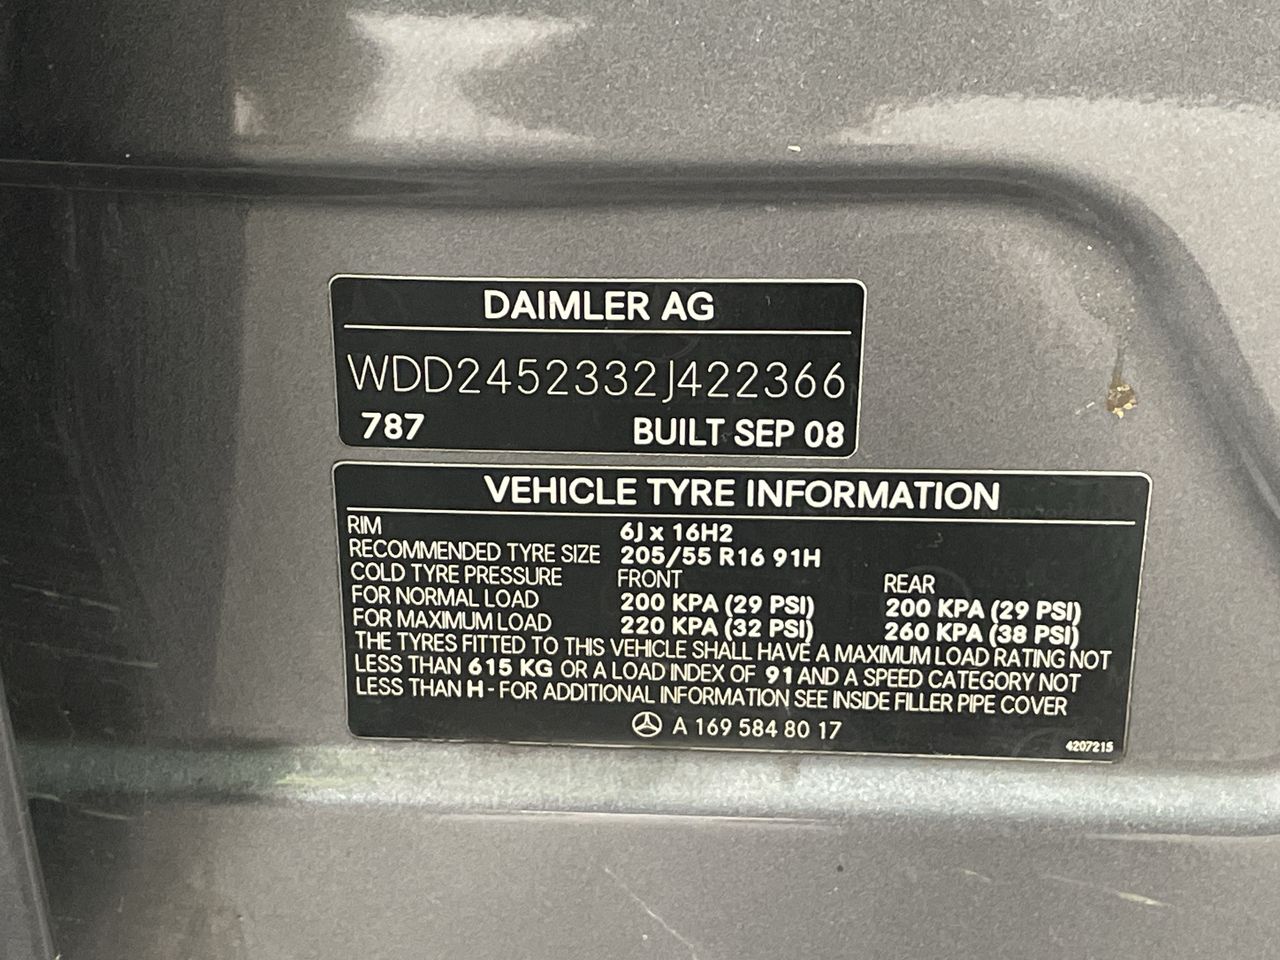 DAIMLER AG
WDD2452332J422366
787 BUILT SEP 08
VEHICLE TYRE INFORMATION
RIM 6J x 16H2
RECOMMENDED TYRE SIZE 205/55 R16 91H
COLD TYRE PRESSURE FRONT REAR
FOR NORMAL LOAD 200 KPA (29 PSI) 200 KPA (29 PSI)
FOR MAXIMUM LOAD 220 KPA (32 PSI) 260 KPA (38 PSI)
THE TYRES FITTED TO THIS VEHICLE SHALL HAVE A MAXIMUM LOAD RATING NOT
LESS THAN 615 KG OR A LOAD INDEX OF 91 AND A SPEED CATEGORY NOT
LESS THAN H - FOR ADDITIONAL INFORMATION SEE INSIDE FILLER PIPE COVER
A 169 584 80 17
4207215